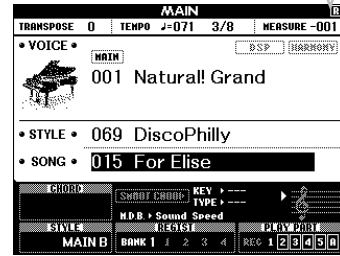 MAIN
TRANSPOSE 0 TEMPO ♩=071 3/8 MEASURE -001
• VOICE • DSP HARMONY
MAIN
001 Natural! Grand
• STYLE • 069 DiscoPhilly
• SONG • 015 For Elise
CHORD SMART CHORD KEY ▸---
TYPE ▸---
M.D.B. ▸ Sound Speed
STYLE REGIST PLAY PART
MAIN B BANK 1 1 2 3 4 REC 1 2 3 4 5 A